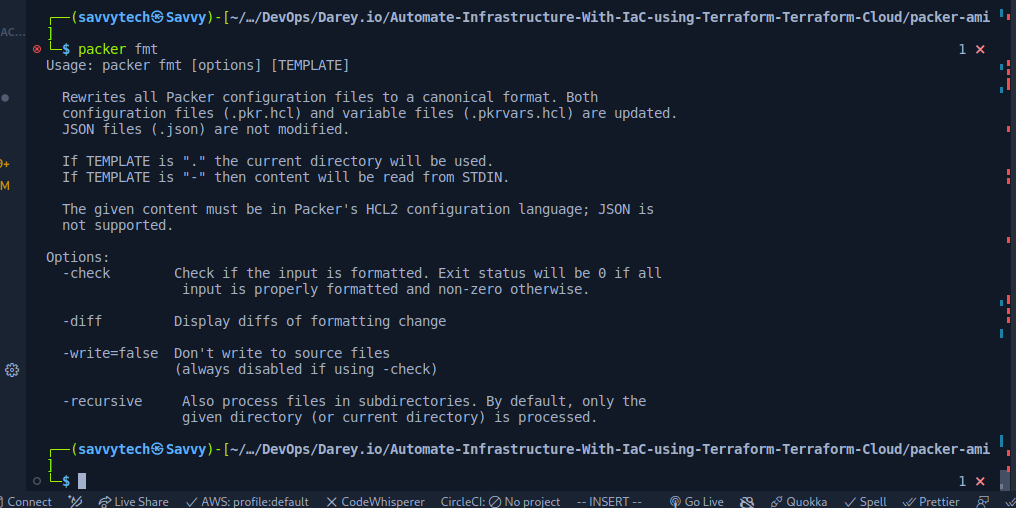 ┌──(savvytech㉿Savvy)-[~/…/DevOps/Darey.io/Automate-Infrastructure-With-IaC-using-Terraform-Terraform-Cloud/packer-ami
]
AC...
└─$ packer fmt 1 ✕
Usage: packer fmt [options] [TEMPLATE]
Rewrites all Packer configuration files to a canonical format. Both
configuration files (.pkr.hcl) and variable files (.pkrvars.hcl) are updated.
JSON files (.json) are not modified.
If TEMPLATE is "." the current directory will be used.
9+
If TEMPLATE is "-" then content will be read from STDIN.
M
The given content must be in Packer's HCL2 configuration language; JSON is
not supported.
Options:
-check Check if the input is formatted. Exit status will be 0 if all
input is properly formatted and non-zero otherwise.
-diff Display diffs of formatting change
-write=false Don't write to source files
(always disabled if using -check)
-recursive Also process files in subdirectories. By default, only the
given directory (or current directory) is processed.
┌──(savvytech㉿Savvy)-[~/…/DevOps/Darey.io/Automate-Infrastructure-With-IaC-using-Terraform-Terraform-Cloud/packer-ami
]
└─$ 1 ✕
Connect Live Share AWS: profile:default CodeWhisperer CircleCI: No project -- INSERT -- Go Live Quokka Spell Prettier